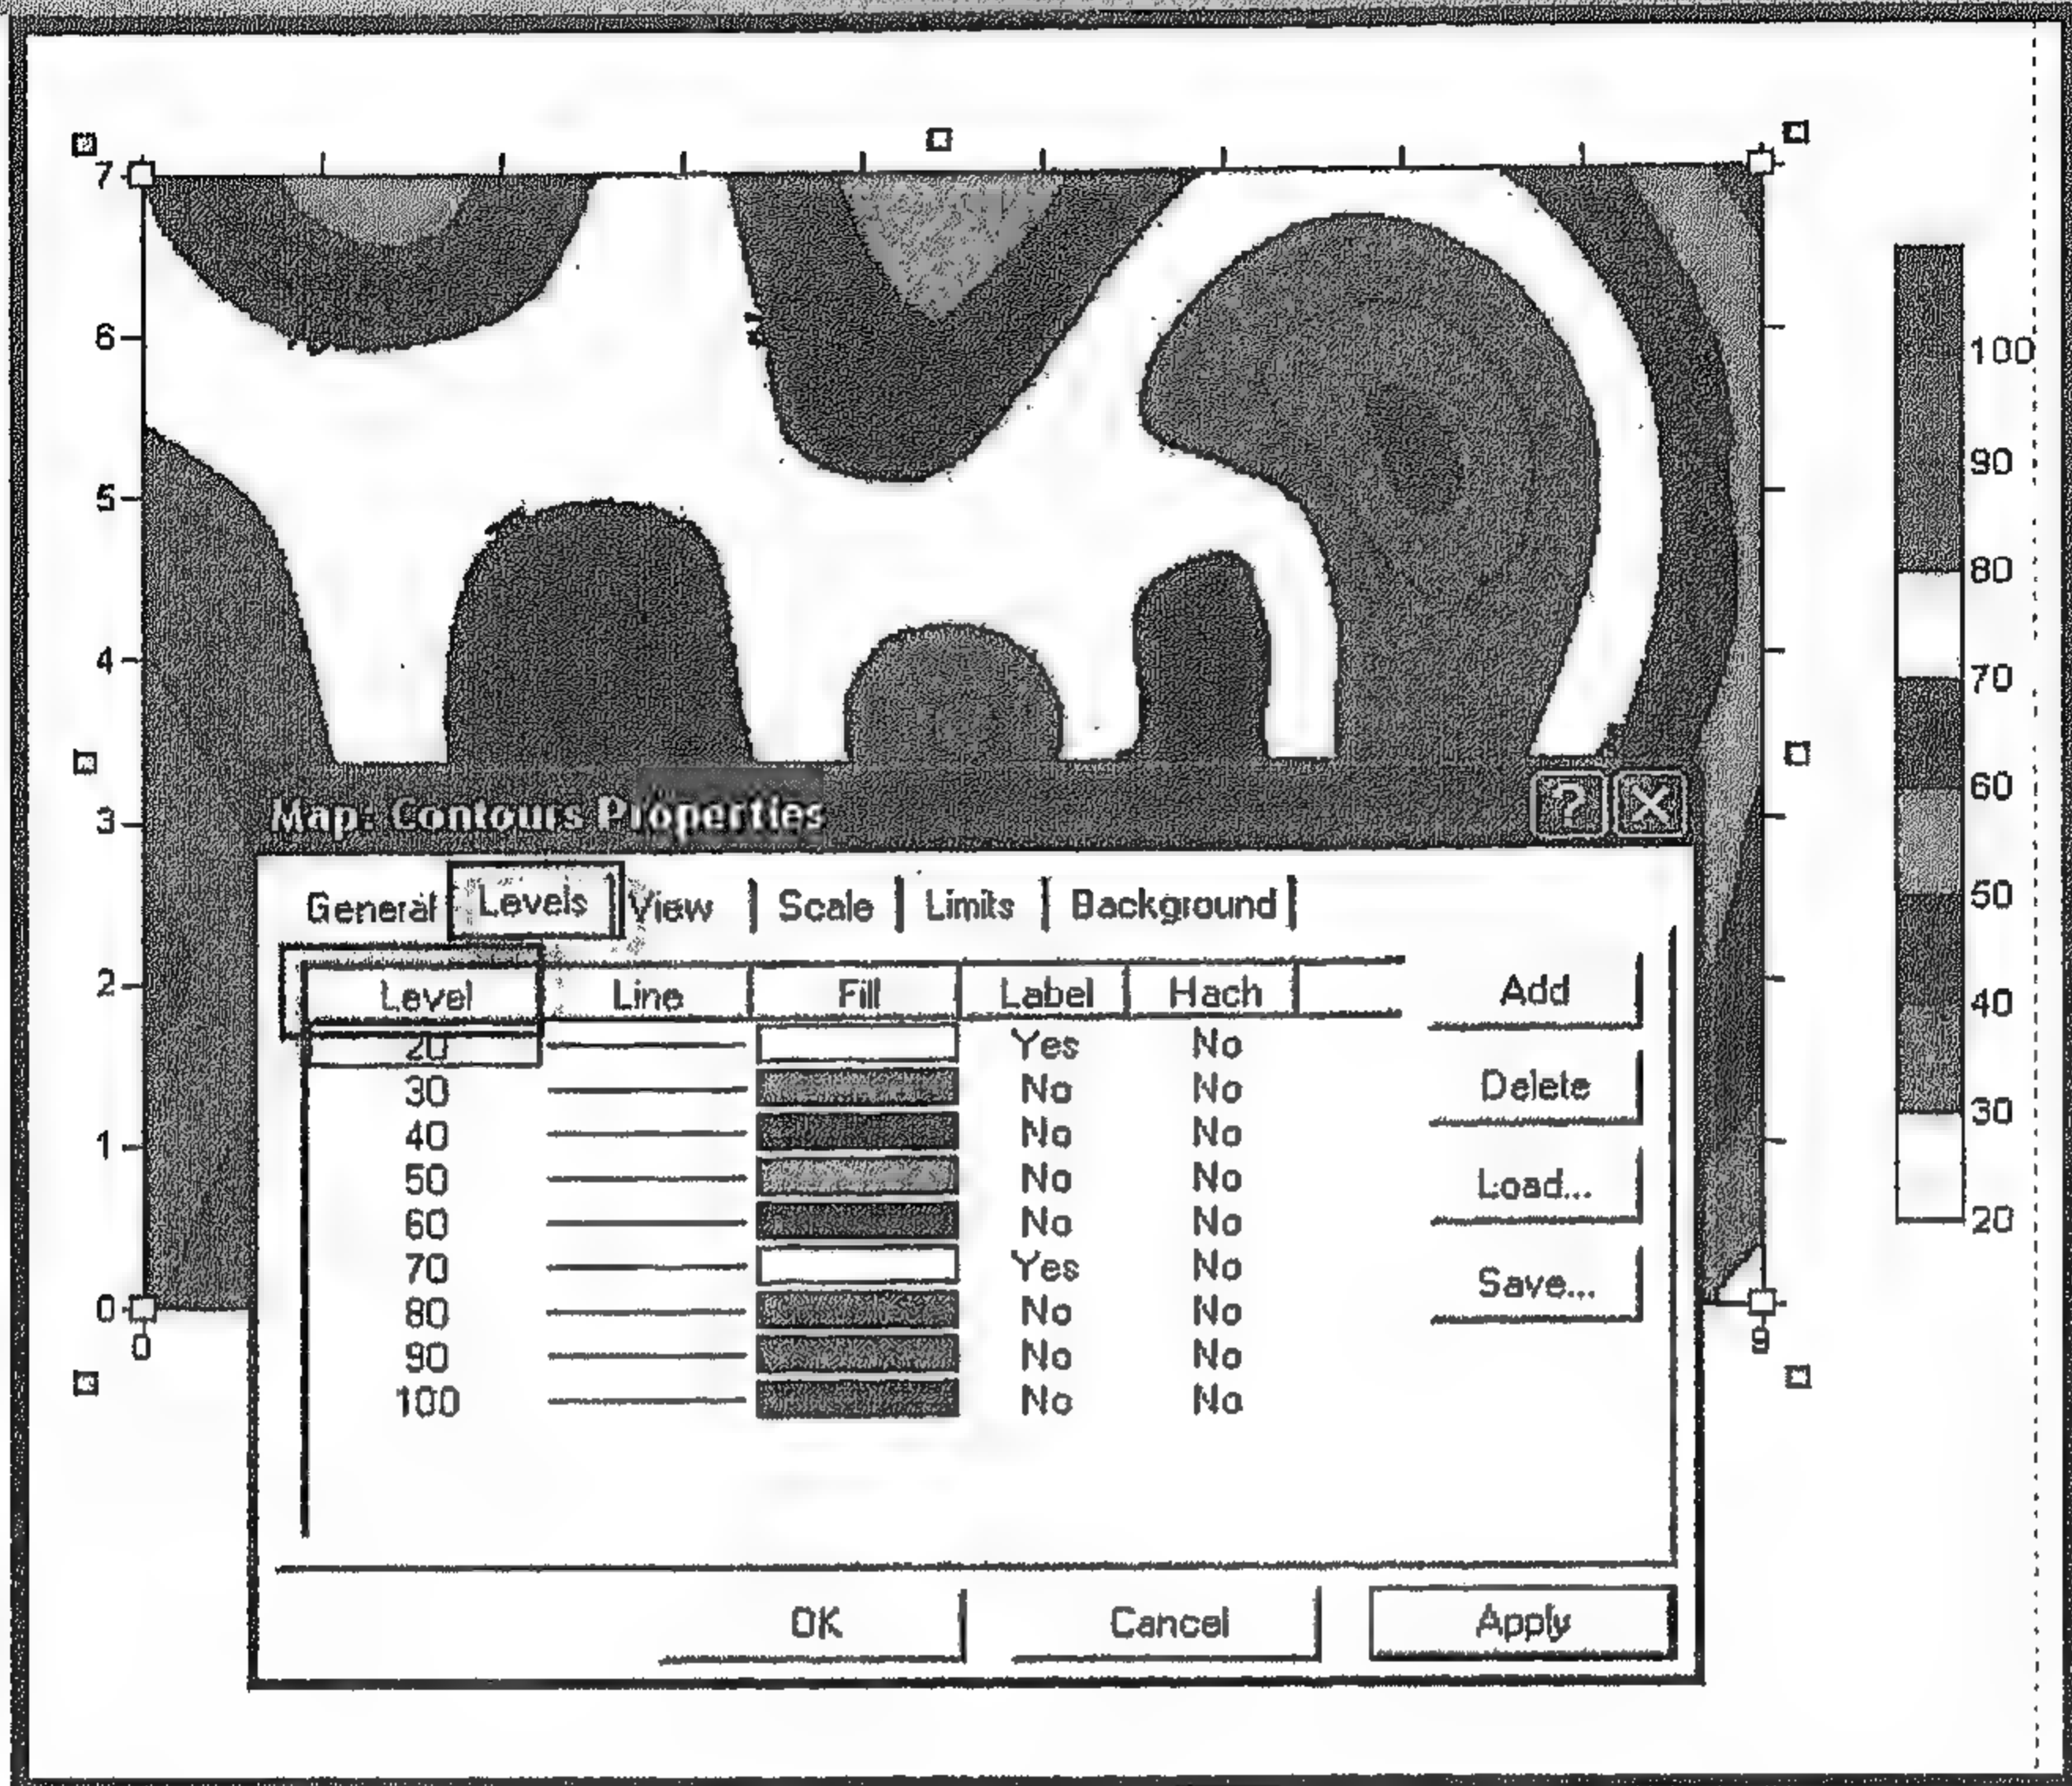 7
6
5
4
3
2
1
0
0
9
100
90
80
70
60
50
40
30
20
Map: Contours Properties
? X
General Levels View Scale Limits Background
Level Line Fill Label Hach
20 Yes No
30 No No
40 No No
50 No No
60 No No
70 Yes No
80 No No
90 No No
100 No No
Add
Delete
Load...
Save...
OK Cancel Apply